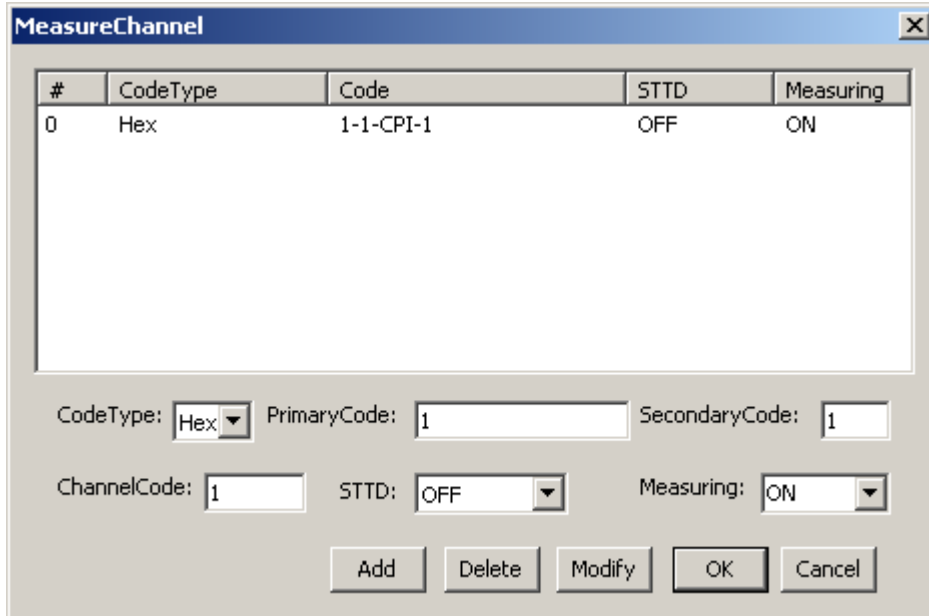 MeasureChannel
# CodeType Code STTD Measuring
0 Hex 1-1-CPI-1 OFF ON
CodeType: Hex PrimaryCode: 1 SecondaryCode: 1
ChannelCode: 1 STTD: OFF Measuring: ON
Add Delete Modify OK Cancel